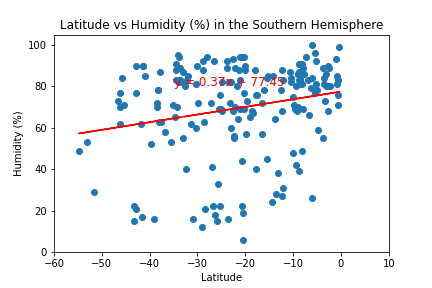 Latitude vs Humidity (%) in the Southern Hemisphere
100
80
60
40
20
0
Humidity (%)
y = 0.37x + 77.45
−60 −50 −40 −30 −20 −10 0 10
Latitude